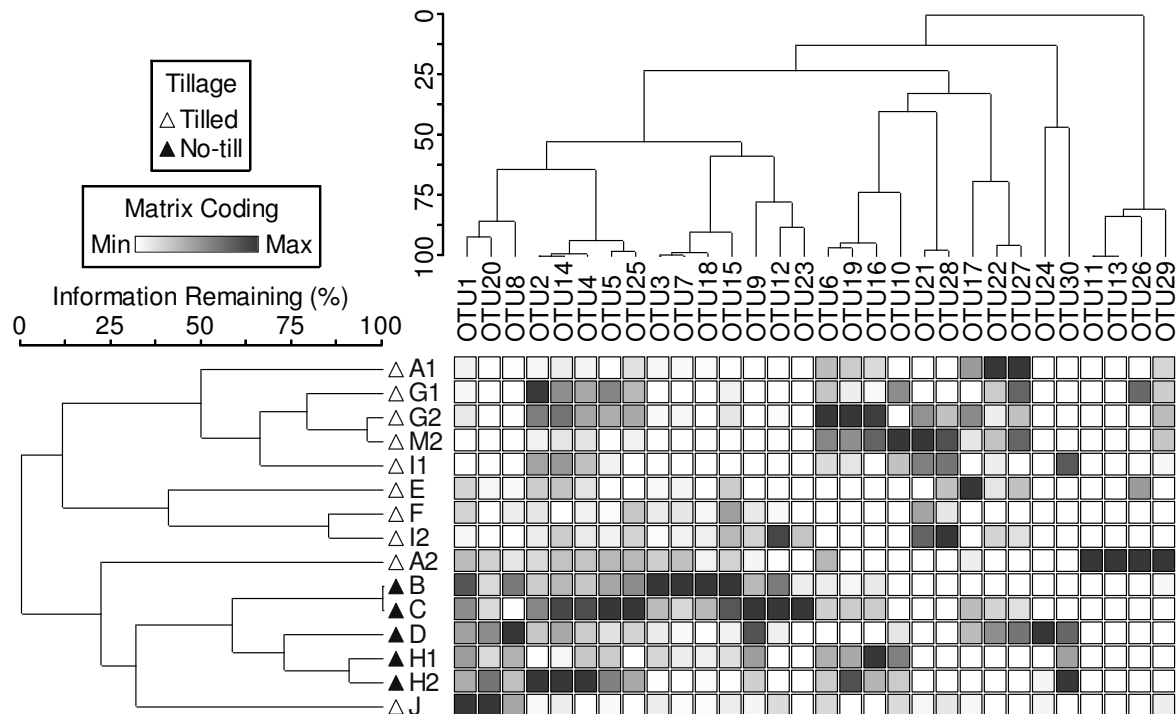 0
25
50
75
100
Tillage
△ Tilled
▲ No-till
Matrix Coding
Min Max
Information Remaining (%)
0 25 50 75 100
OTU1 OTU20 OTU8 OTU2 OTU14 OTU4 OTU5 OTU25 OTU3 OTU7 OTU18 OTU15 OTU9 OTU12 OTU23 OTU6 OTU19 OTU16 OTU10 OTU21 OTU28 OTU17 OTU22 OTU27 OTU24 OTU30 OTU11 OTU13 OTU26 OTU29
△ A1
△ G1
△ G2
△ M2
△ I1
△ E
△ F
△ I2
△ A2
▲ B
▲ C
▲ D
▲ H1
▲ H2
△ J